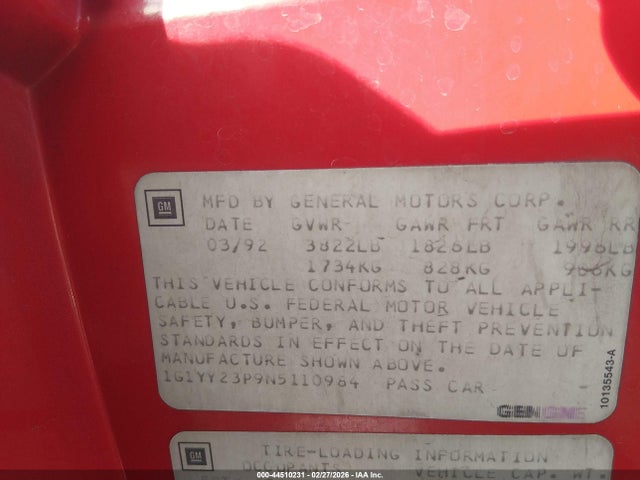 GM
MFD BY GENERAL MOTORS CORP.
DATE GVWR GAWR FRT GAWR RR
03/92 3822LB 1826LB 1996LB
1734KG 828KG 906KG
THIS VEHICLE CONFORMS TO ALL APPLI-
CABLE U.S. FEDERAL MOTOR VEHICLE
SAFETY, BUMPER, AND THEFT PREVENTION
STANDARDS IN EFFECT ON THE DATE OF
MANUFACTURE SHOWN ABOVE.
1G1YY23P9N5110984 PASS CAR
10135543-A
GM
TIRE-LOADING INFORMATION
OCCUPANTS VEHICLE CAP. WT.
000-44510231 - 02/27/2026 - IAA Inc.